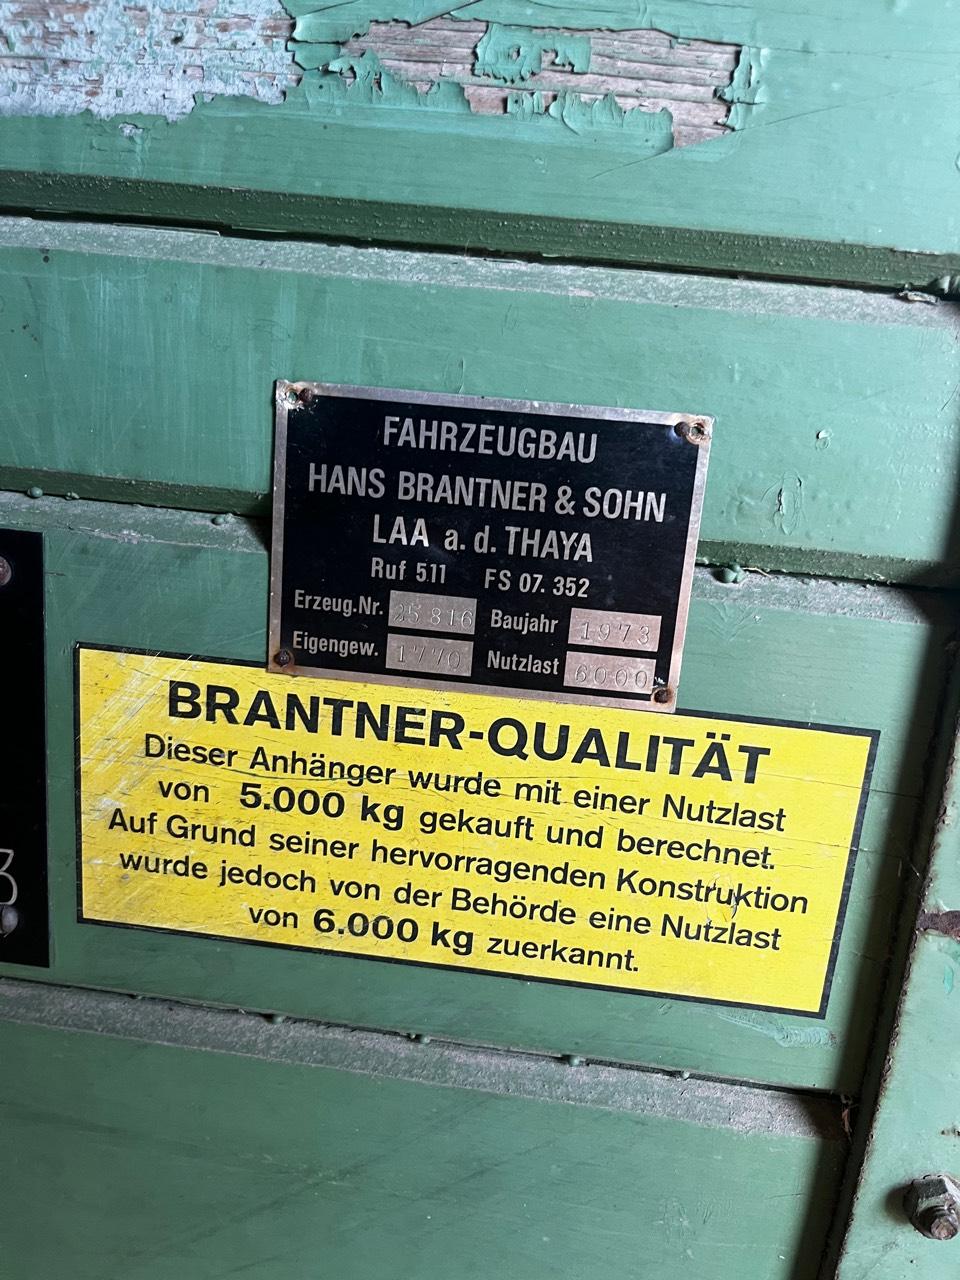 FAHRZEUGBAU
HANS BRANTNER & SOHN
LAA a. d. THAYA
Ruf 511 FS 07. 352
Erzeug.Nr. 25 816 Baujahr 1973
Eigengew. 1770 Nutzlast 6000
BRANTNER-QUALITÄT
Dieser Anhänger wurde mit einer Nutzlast
von 5.000 kg gekauft und berechnet.
Auf Grund seiner hervorragenden Konstruktion
wurde jedoch von der Behörde eine Nutzlast
von 6.000 kg zuerkannt.
3